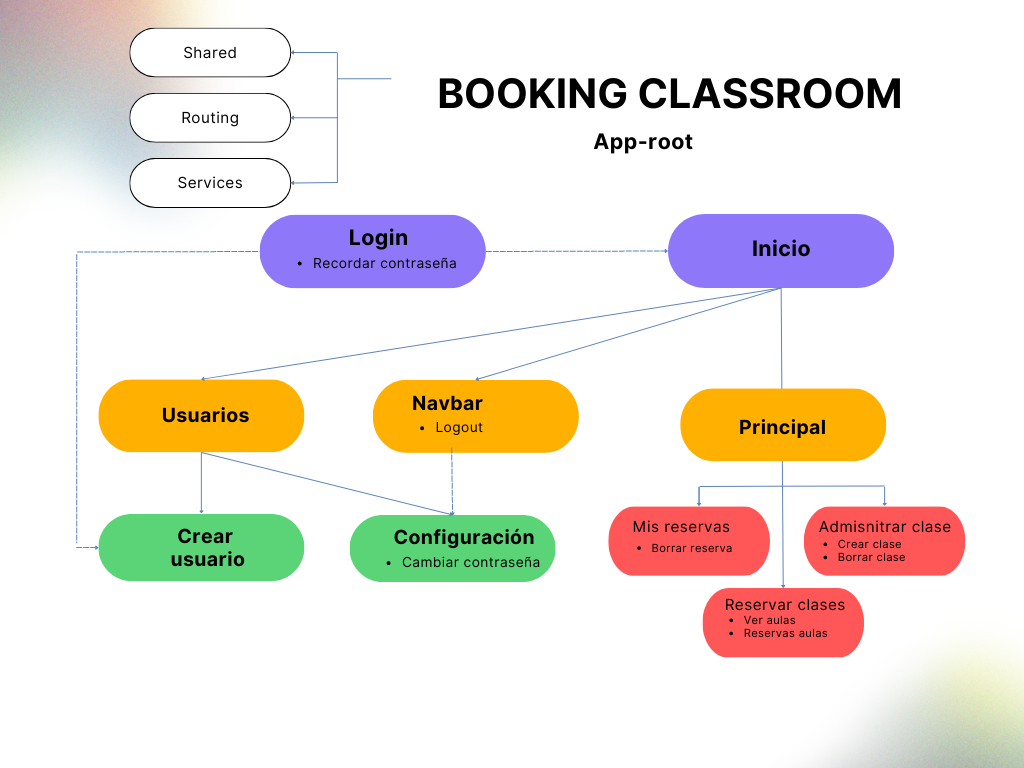 Shared
BOOKING CLASSROOM
Routing
App-root
Services
Login
• Recordar contraseña
Inicio
Usuarios
Navbar
• Logout
Principal
Crear
usuario
Configuración
• Cambiar contraseña
Mis reservas
• Borrar reserva
Admisnitrar clase
• Crear clase
• Borrar clase
Reservar clases
• Ver aulas
• Reservas aulas